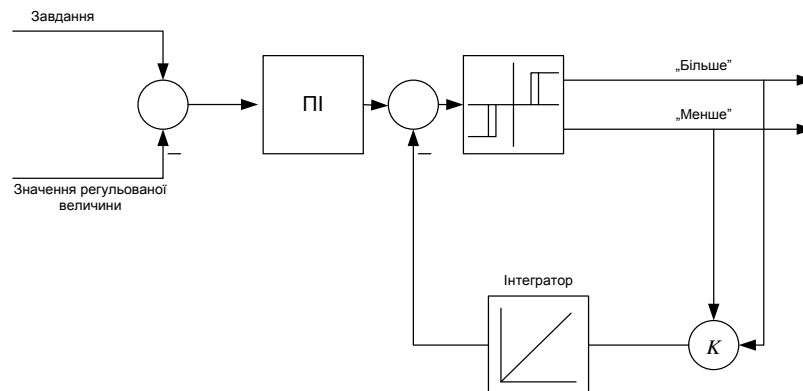 Завдання
Значення регульованої
величини
ПІ
„Більше”
„Менше”
Інтегратор
K